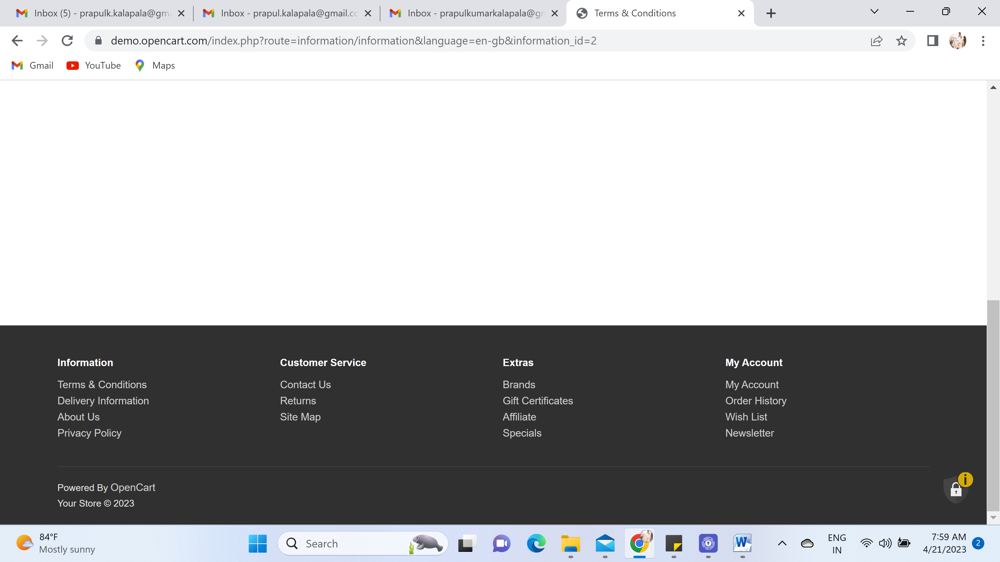 Inbox (5) - prapulk.kalapala@gma
Inbox - prapul.kalapala@gmail.co
Inbox - prapulkumarkalapala@gm
Terms & Conditions
demo.opencart.com/index.php?route=information/information&language=en-gb&information_id=2
Gmail
YouTube
Maps
Information
Terms & Conditions
Delivery Information
About Us
Privacy Policy
Customer Service
Contact Us
Returns
Site Map
Extras
Brands
Gift Certificates
Affiliate
Specials
My Account
My Account
Order History
Wish List
Newsletter
Powered By OpenCart
Your Store © 2023
84°F
Mostly sunny
Search
ENG
IN
7:59 AM
4/21/2023
2